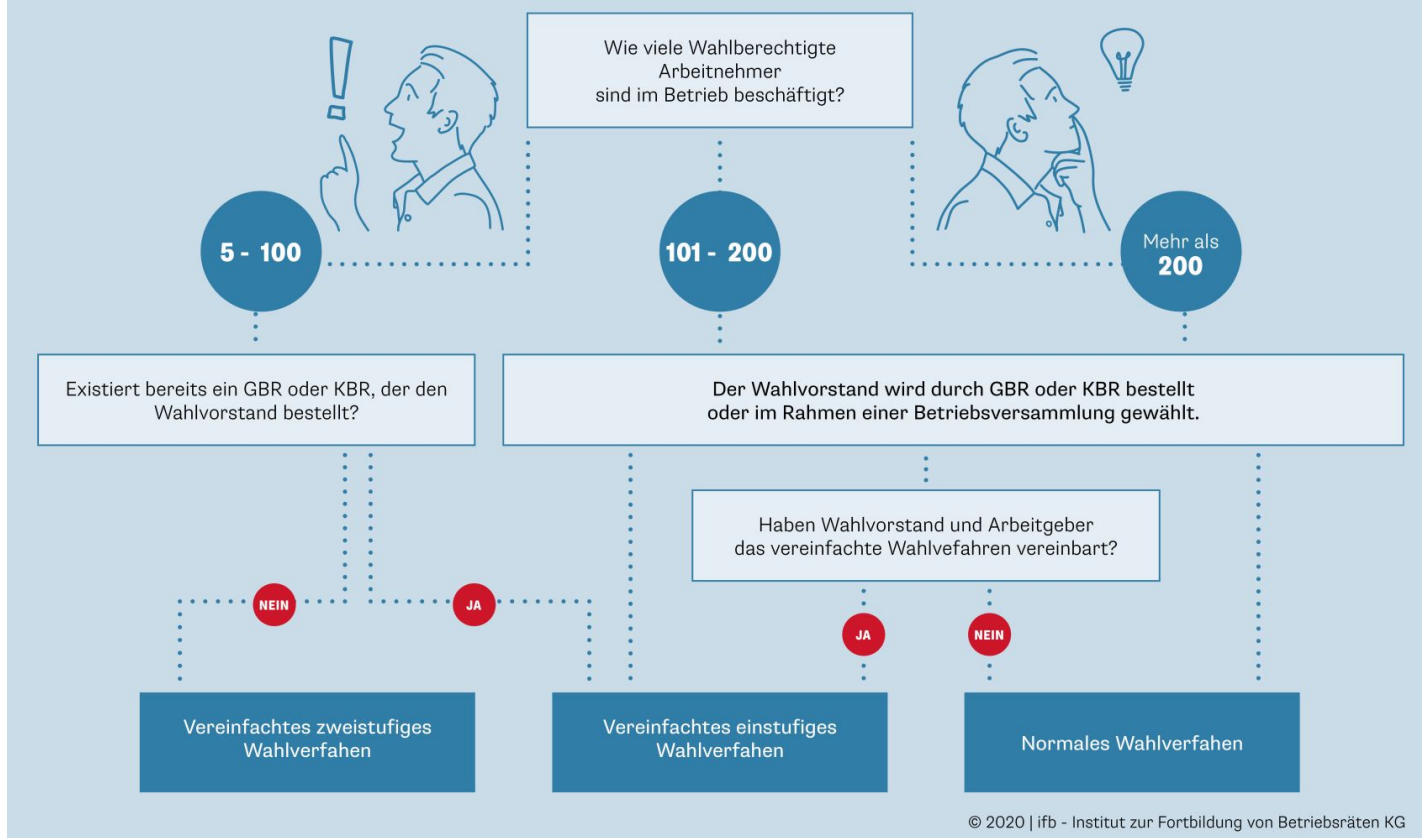 Wie viele Wahlberechtigte
Arbeitnehmer
sind im Betrieb beschäftigt?
5 - 100
101 - 200
Mehr als
200
Existiert bereits ein GBR oder KBR, der den
Wahlvorstand bestellt?
Der Wahlvorstand wird durch GBR oder KBR bestellt
oder im Rahmen einer Betriebsversammlung gewählt.
Haben Wahlvorstand und Arbeitgeber
das vereinfachte Wahlvefahren vereinbart?
NEIN
JA
JA
NEIN
Vereinfachtes zweistufiges
Wahlverfahen
Vereinfachtes einstufiges
Wahlverfahen
Normales Wahlverfahen
© 2020 | ifb - Institut zur Fortbildung von Betriebsräten KG